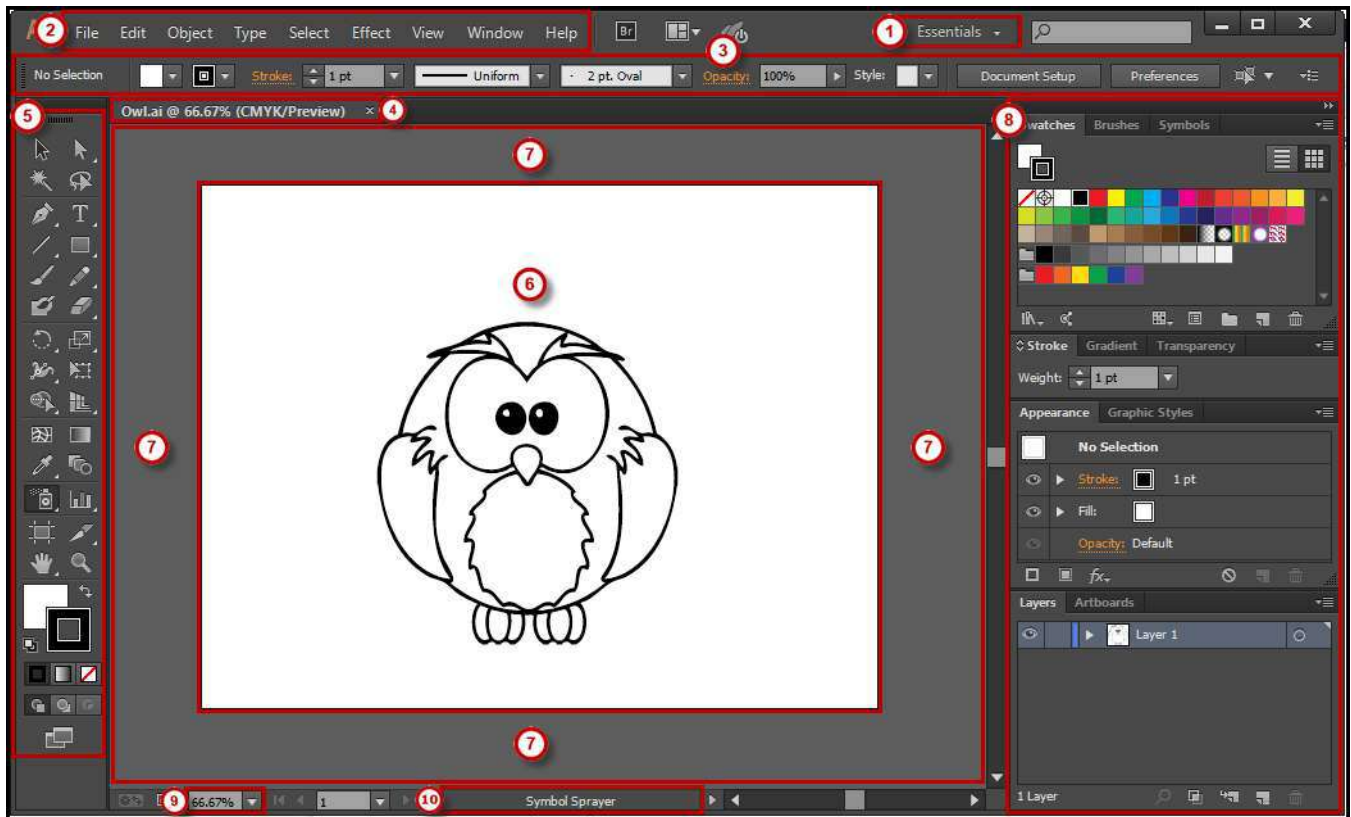 2 File Edit Object Type Select Effect View Window Help Br 1 Essentials
3
No Selection Stroke: 1 pt Uniform 2 pt. Oval Opacity: 100% Style: Document Setup Preferences
5 Owl.ai @ 66.67% (CMYK/Preview) × 4
8 Swatches Brushes Symbols
7
T
6
Stroke Gradient Transparency
Weight: 1 pt
Appearance Graphic Styles
7 7
No Selection
Stroke: 1 pt
Fill:
Opacity: Default
fx
Layers Artboards
Layer 1
7
9 66.67% 1 10 Symbol Sprayer
1 Layer